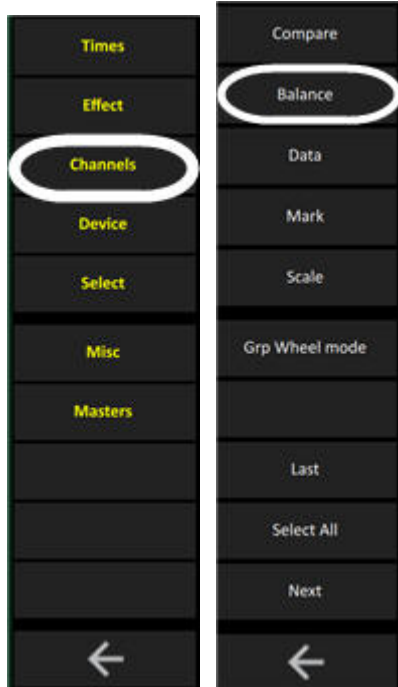 Times
Effect
Channels
Device
Select
Misc
Masters
Compare
Balance
Data
Mark
Scale
Grp Wheel mode
Last
Select All
Next